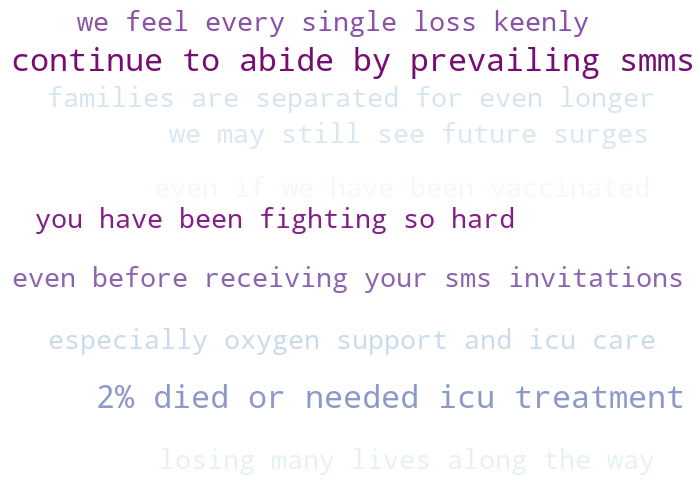 we feel every single loss keenly
continue to abide by prevailing smms
families are separated for even longer
we may still see future surges
even if we have been vaccinated
you have been fighting so hard
even before receiving your sms invitations
especially oxygen support and icu care
2% died or needed icu treatment
losing many lives along the way